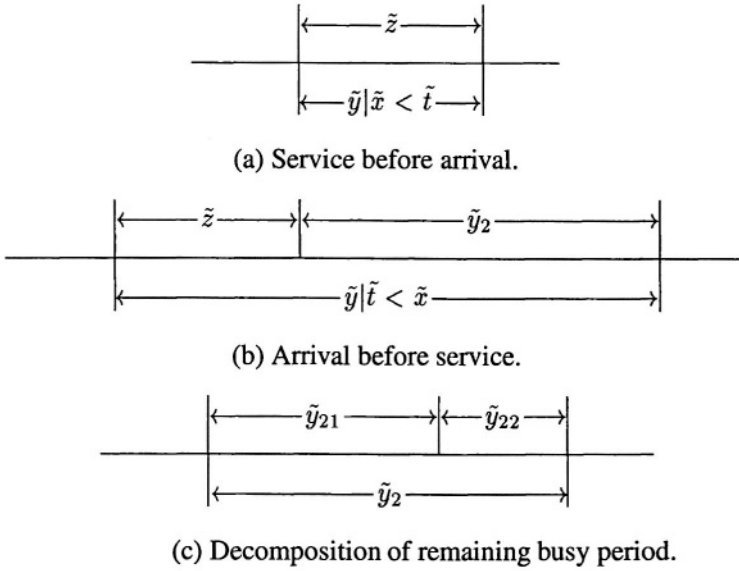 z̃
ỹ|x̃ < t̃
(a) Service before arrival.
z̃ ỹ₂
ỹ|t̃ < x̃
(b) Arrival before service.
ỹ₂₁ ỹ₂₂
ỹ₂
(c) Decomposition of remaining busy period.